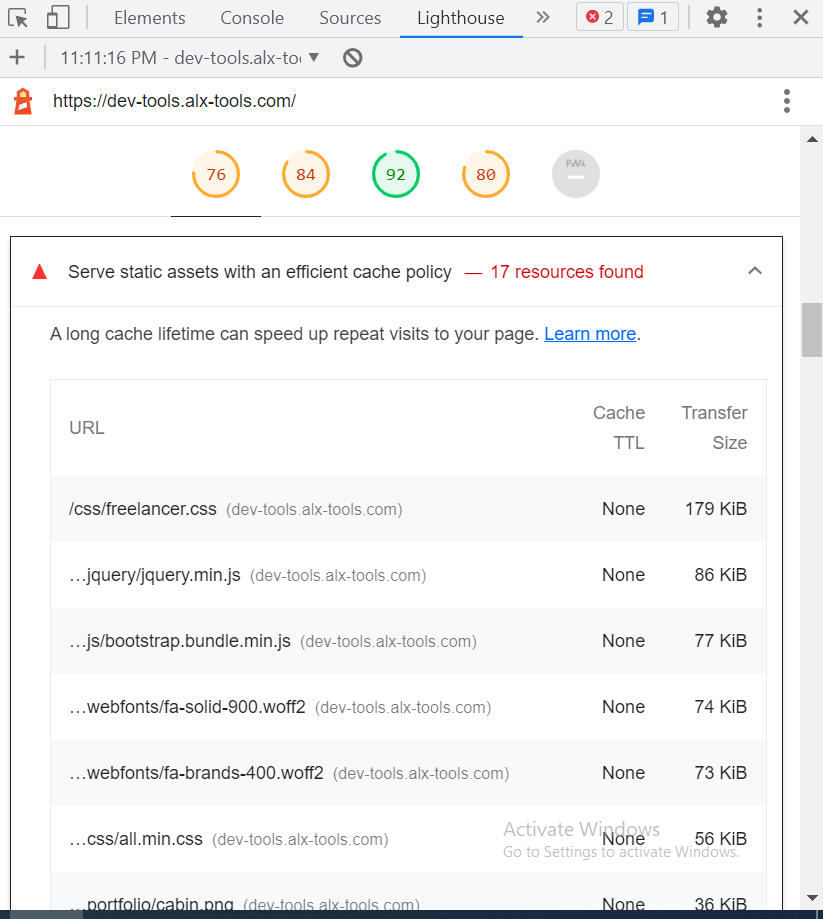 Elements Console Sources Lighthouse 2 1
11:11:16 PM - dev-tools.alx-to
https://dev-tools.alx-tools.com/
76 84 92 80 PWA
Serve static assets with an efficient cache policy — 17 resources found
A long cache lifetime can speed up repeat visits to your page. Learn more.
URL Cache TTL Transfer Size
/css/freelancer.css (dev-tools.alx-tools.com) None 179 KiB
…jquery/jquery.min.js (dev-tools.alx-tools.com) None 86 KiB
…js/bootstrap.bundle.min.js (dev-tools.alx-tools.com) None 77 KiB
…webfonts/fa-solid-900.woff2 (dev-tools.alx-tools.com) None 74 KiB
…webfonts/fa-brands-400.woff2 (dev-tools.alx-tools.com) None 73 KiB
…css/all.min.css (dev-tools.alx-tools.com) None 56 KiB
Activate Windows
Go to Settings to activate Windows.
…portfolio/cabin.png (dev-tools.alx-tools.com) None 36 KiB